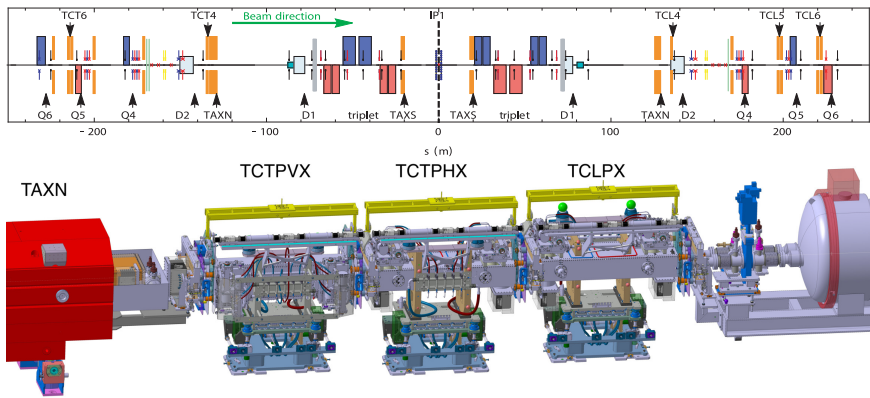 TCT6 TCT4 Beam direction IP1 TCL4 TCL5 TCL6
Q6 Q5 Q4 D2 TAXN D1 triplet TAXS TAXS triplet D1 TAXN D2 Q4 Q5 Q6
- 200 - 100 0 100 200
s (m)
TAXN TCTPVX TCTPHX TCLPX